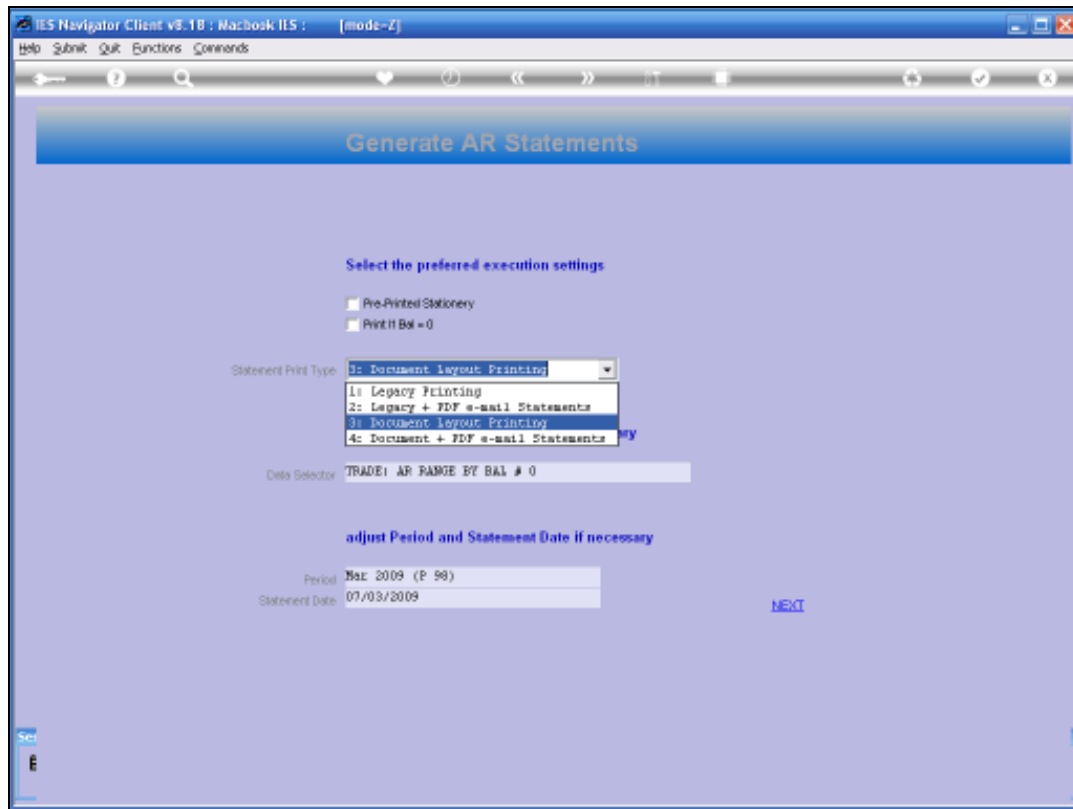 IES Navigator Client v8.18 : Macbook IES : [mode=Z]
Help Submit Quit Functions Commands
Generate AR Statements
Select the preferred execution settings
Pre-Printed Stationery
Print If Bal = 0
Statement Print Type 3: Document Layout Printing
1: Legacy Printing
2: Legacy + PDF e-mail Statements
3: Document Layout Printing
4: Document + PDF e-mail Statements
Data Selector TRADE: AR RANGE BY BAL # 0
adjust Period and Statement Date if necessary
Period Mar 2009 (P 98)
Statement Date 07/03/2009
NEXT